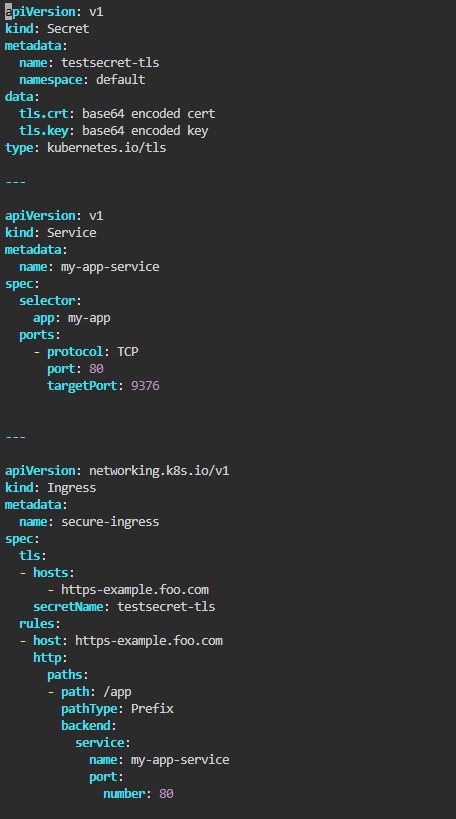 apiVersion: v1
kind: Secret
metadata:
  name: testsecret-tls
  namespace: default
data:
  tls.crt: base64 encoded cert
  tls.key: base64 encoded key
type: kubernetes.io/tls

---

apiVersion: v1
kind: Service
metadata:
  name: my-app-service
spec:
  selector:
    app: my-app
  ports:
    - protocol: TCP
      port: 80
      targetPort: 9376


---

apiVersion: networking.k8s.io/v1
kind: Ingress
metadata:
  name: secure-ingress
spec:
  tls:
  - hosts:
      - https-example.foo.com
    secretName: testsecret-tls
  rules:
  - host: https-example.foo.com
    http:
      paths:
      - path: /app
        pathType: Prefix
        backend:
          service:
            name: my-app-service
            port:
              number: 80